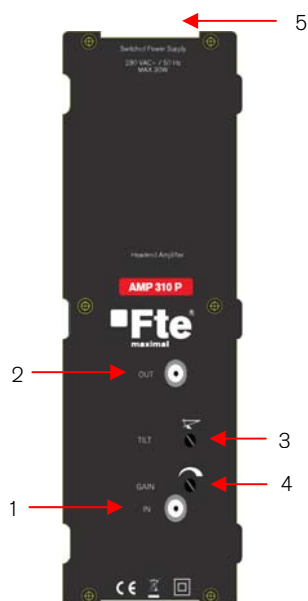 5
Switched Power Supply
230 VAC~ / 50 Hz
MAX.30W
Headend Amplifier
AMP 310 P
Fte®
maximal
2
OUT
TILT
3
GAIN
4
1
IN
CE